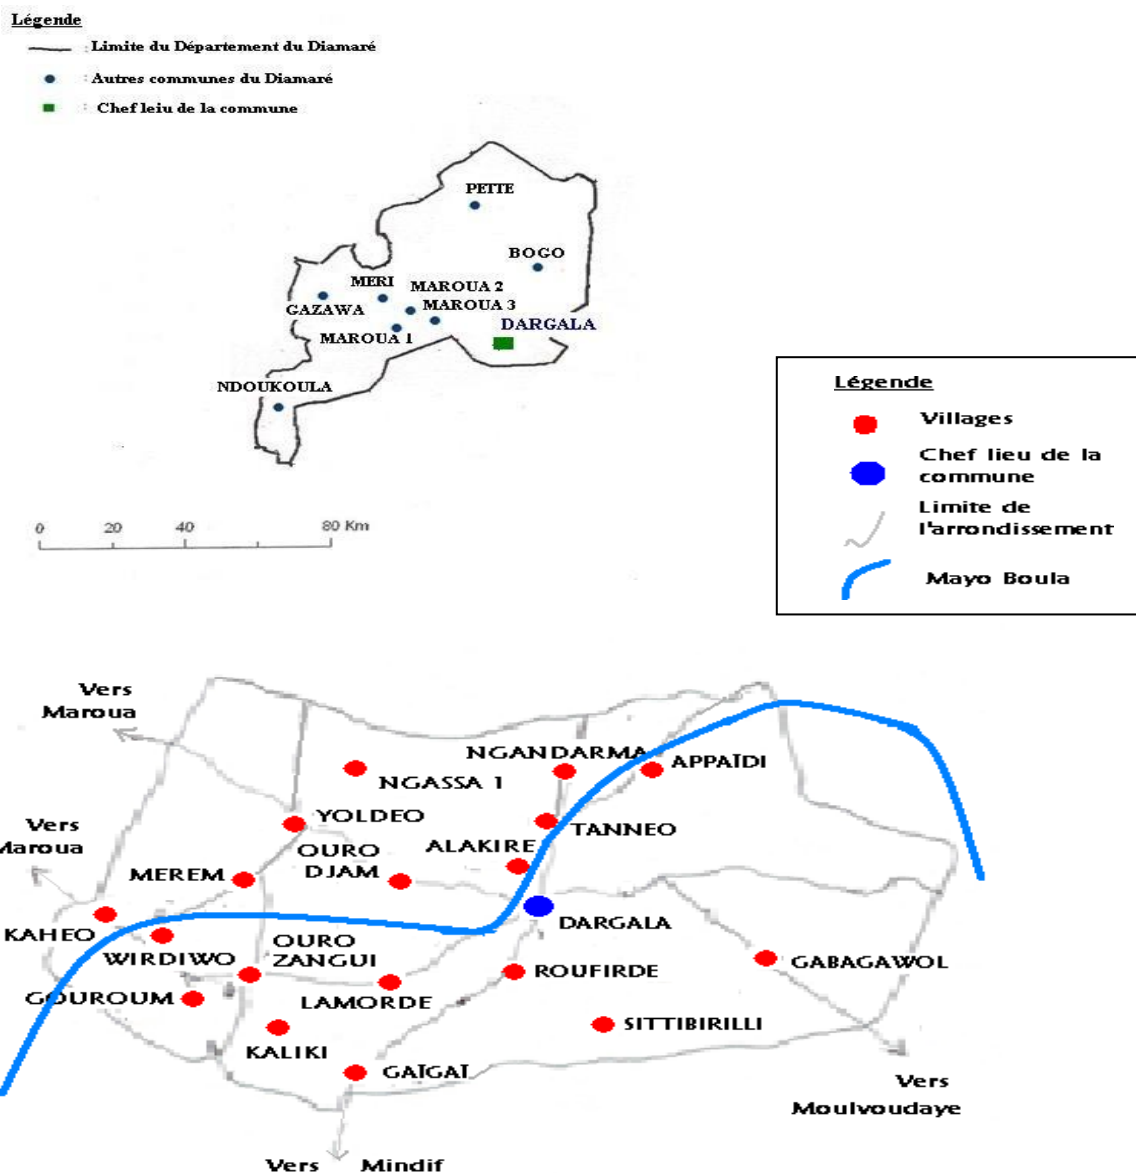 Légende
: Limite du Département du Diamaré
: Autres communes du Diamaré
: Chef leiu de la commune
PETTE
BOGO
MERI
MAROUA 2
GAZAWA
MAROUA 3
DARGALA
MAROUA 1
NDOUKOULA
0 20 40 80 Km
Légende
Villages
Chef lieu de la
commune
Limite de
l'arrondissement
Mayo Boula
Vers
Maroua
NGANDARMA
APPAÏDI
NGASSA 1
YOLDEO
TANNEO
Vers
Maroua
ALAKIRE
OURO
DJAM
MEREM
DARGALA
KAHEO
WIRDIWO
OURO
ZANGUI
ROUFIRDE
GABAGAWOL
GOUROUM
LAMORDE
SITTIBIRILLI
KALIKI
GAÏGAÏ
Vers
Moulvoudaye
Vers Mindif